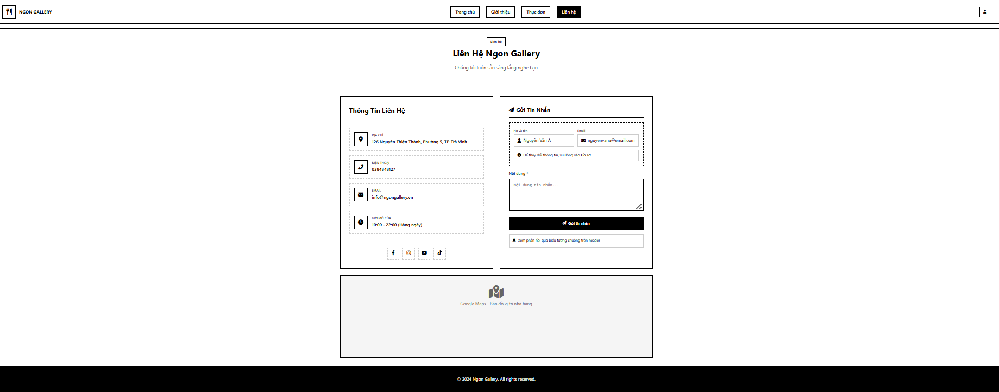 NGON GALLERY
Trang chủ
Giới thiệu
Thực đơn
Liên hệ
Liên hệ
Liên Hệ Ngon Gallery
Chúng tôi luôn sẵn sàng lắng nghe bạn
Thông Tin Liên Hệ
ĐỊA CHỈ
126 Nguyễn Thiện Thành, Phường 5, TP. Trà Vinh
ĐIỆN THOẠI
0384848127
EMAIL
info@ngongallery.vn
GIỜ MỞ CỬA
10:00 - 22:00 (Hàng ngày)
Gửi Tin Nhắn
Họ và tên
Email
Nguyễn Văn A
nguyenvana@email.com
Để thay đổi thông tin, vui lòng vào Hồ sơ
Nội dung *
Nội dung tin nhắn...
Gửi tin nhắn
Xem phản hồi qua biểu tượng chuông trên header
Google Maps - Bản đồ vị trí nhà hàng
© 2024 Ngon Gallery. All rights reserved.